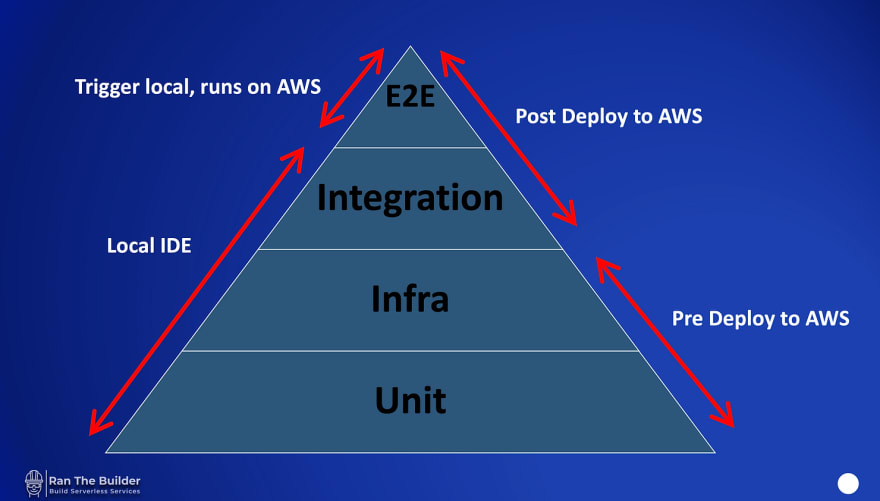 Trigger local, runs on AWS
E2E
Post Deploy to AWS
Integration
Local IDE
Infra
Pre Deploy to AWS
Unit
Ran The Builder
Build Serverless Services